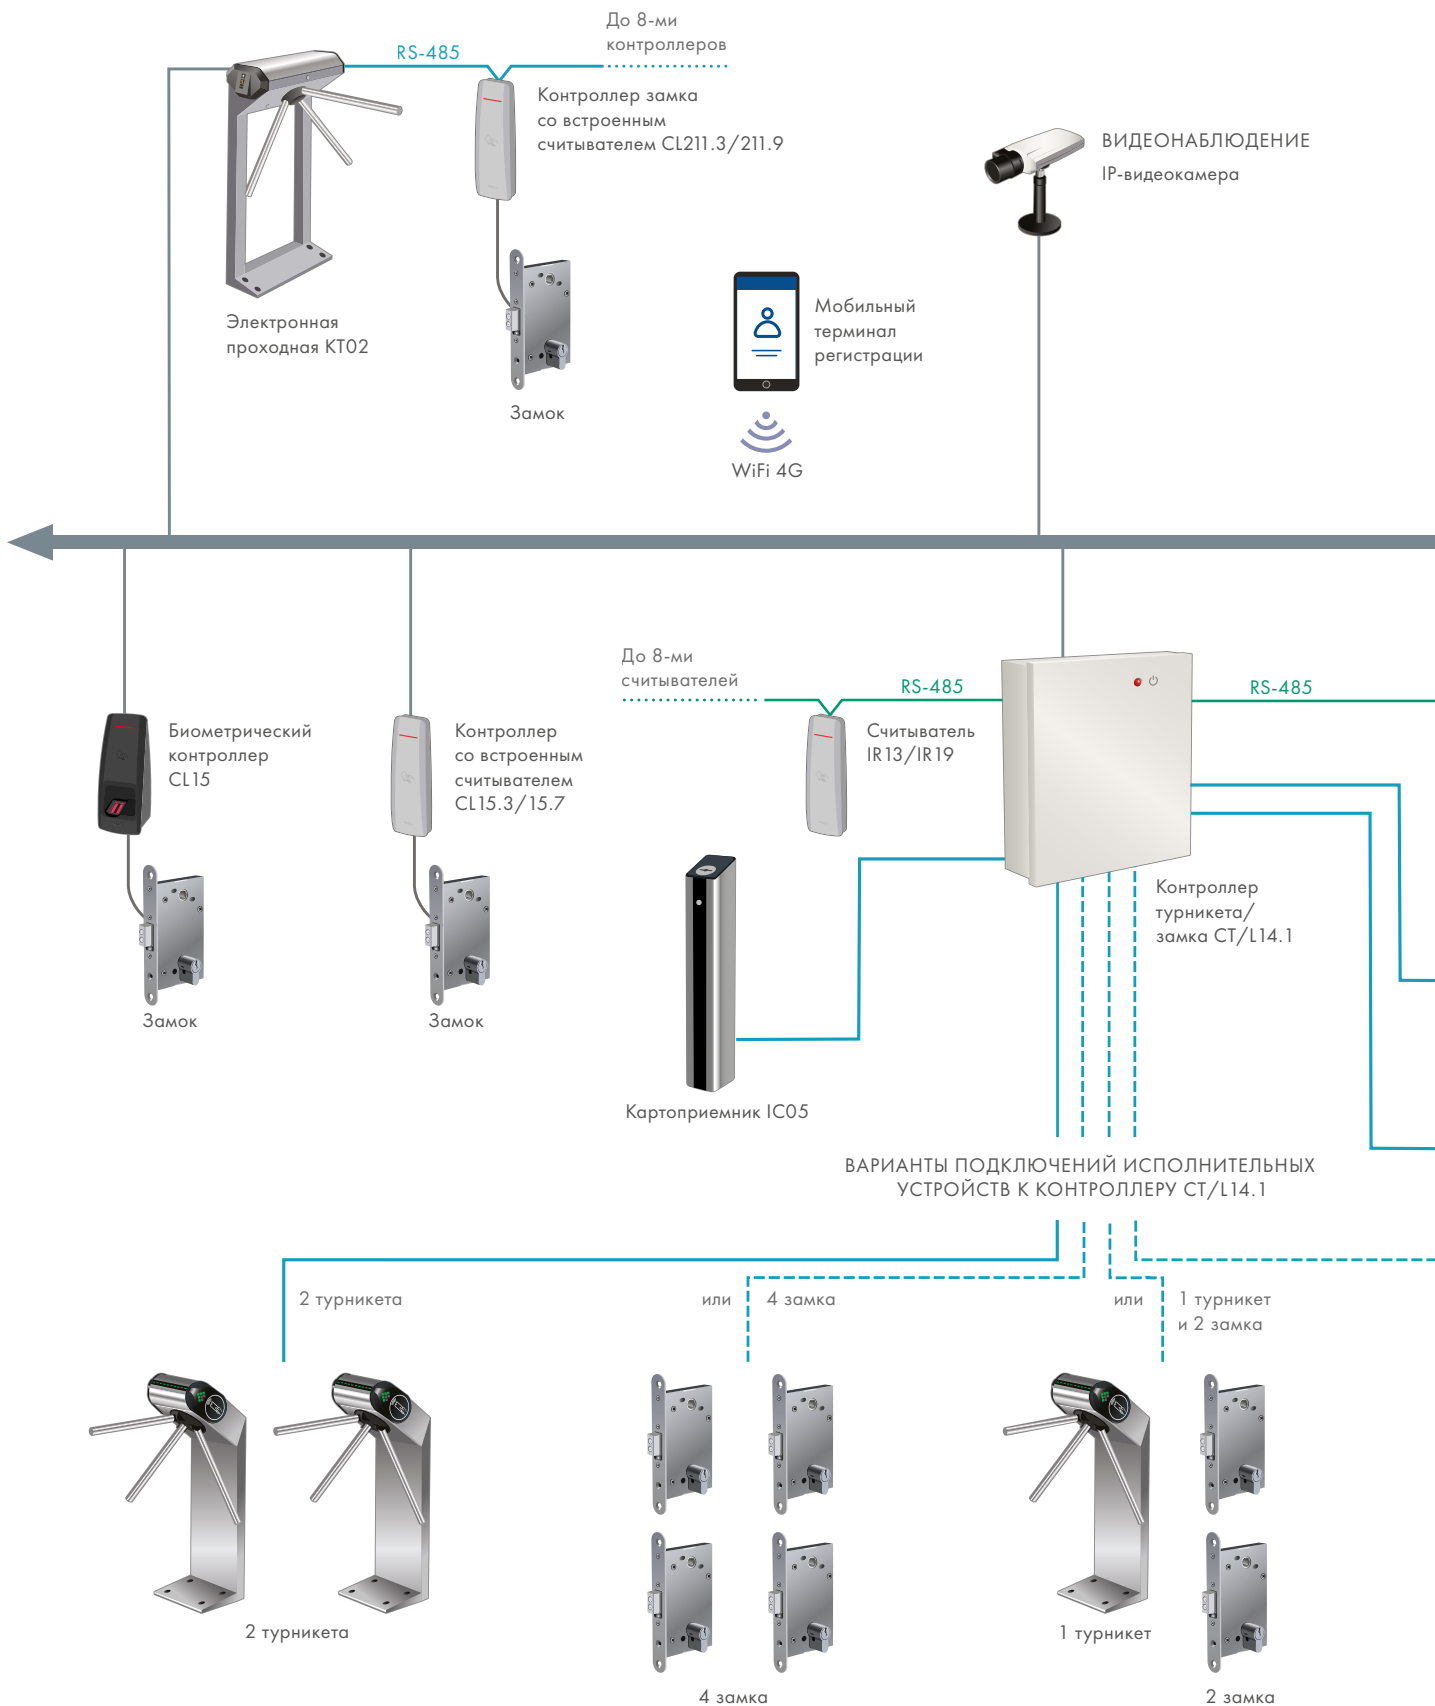 До 8-ми
контроллеров
RS-485
Контроллер замка
со встроенным
считывателем CL211.3/211.9
ВИДЕОНАБЛЮДЕНИЕ
IP-видеокамера
Электронная
проходная KT02
Замок
Мобильный
терминал
регистрации
WiFi 4G
До 8-ми
считывателей
RS-485
RS-485
Биометрический
контроллер
CL15
Контроллер
со встроенным
считывателем
CL15.3/15.7
Считыватель
IR13/IR19
Контроллер
турникета/
замка CT/L14.1
Замок
Замок
Картоприемник IC05
ВАРИАНТЫ ПОДКЛЮЧЕНИЙ ИСПОЛНИТЕЛЬНЫХ
УСТРОЙСТВ К КОНТРОЛЛЕРУ CT/L14.1
2 турникета
или
4 замка
или
1 турникет
и 2 замка
2 турникета
4 замка
1 турникет
2 замка